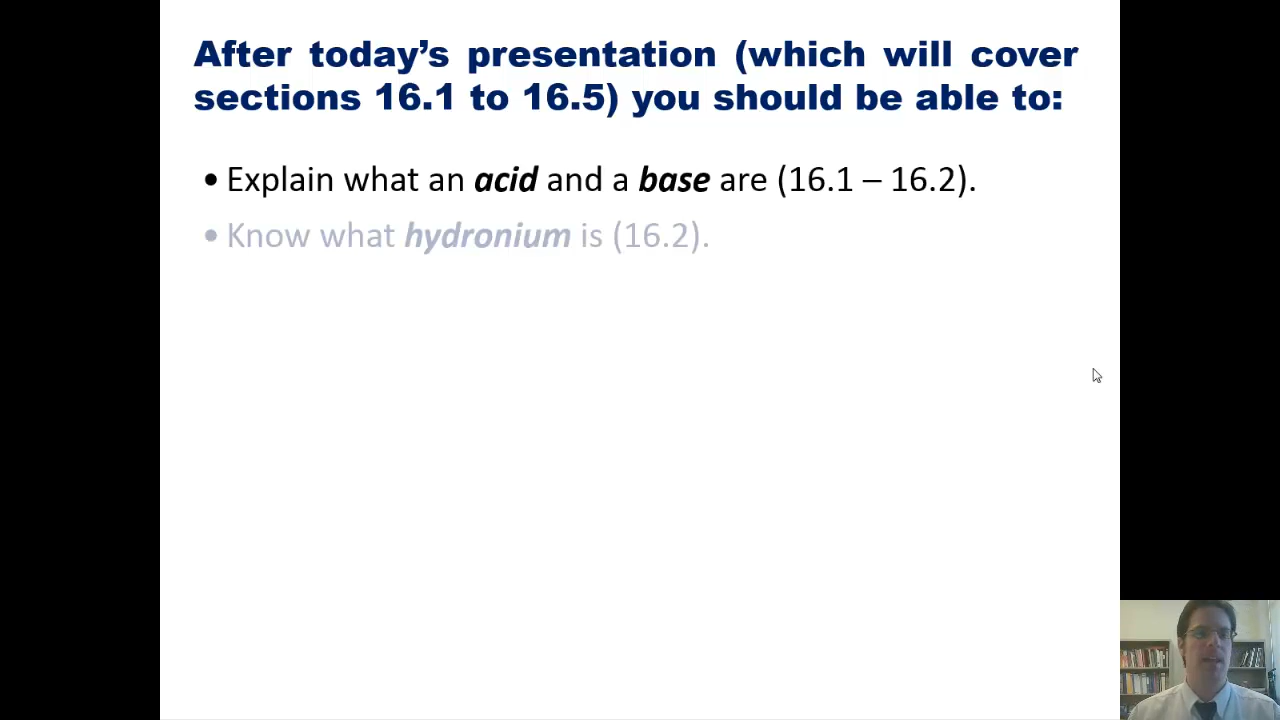 After today’s presentation (which will cover
sections 16.1 to 16.5) you should be able to:
• Explain what an acid and a base are (16.1 – 16.2).
• Know what hydronium is (16.2).